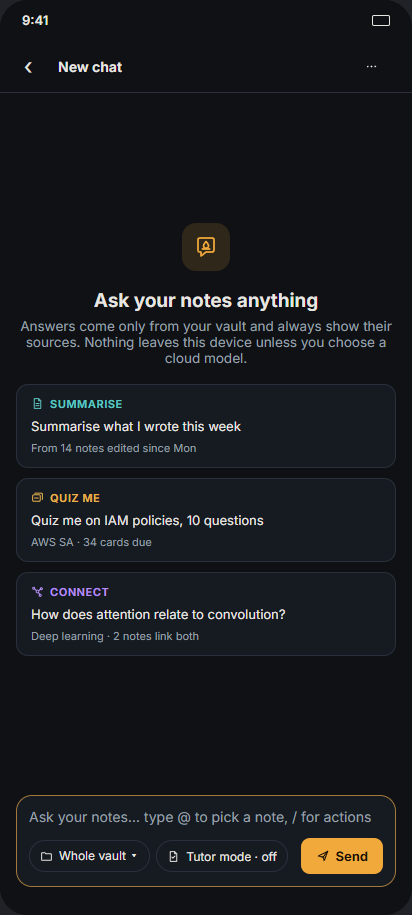 9:41
New chat
Ask your notes anything
Answers come only from your vault and always show their
sources. Nothing leaves this device unless you choose a
cloud model.
SUMMARISE
Summarise what I wrote this week
From 14 notes edited since Mon
QUIZ ME
Quiz me on IAM policies, 10 questions
AWS SA · 34 cards due
CONNECT
How does attention relate to convolution?
Deep learning · 2 notes link both
Ask your notes... type @ to pick a note, / for actions
Whole vault
Tutor mode · off
Send